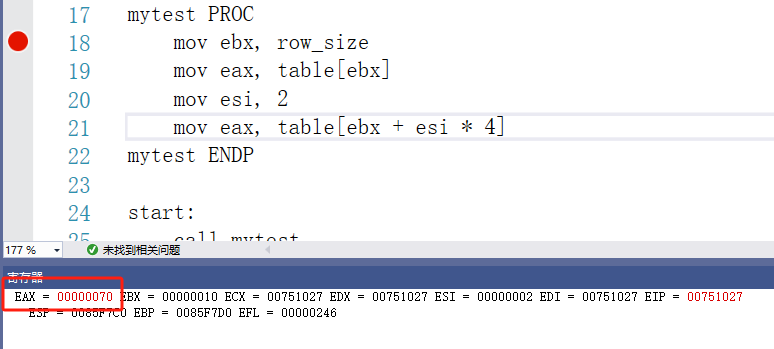 17 mytest PROC
18 mov ebx, row_size
19 mov eax, table[ebx]
20 mov esi, 2
21 mov eax, table[ebx + esi * 4]
22 mytest ENDP
23
24 start:
25 call mytest
177 % 未找到相关问题
寄存器
EAX = 00000070 EBX = 00000010 ECX = 00751027 EDX = 00751027 ESI = 00000002 EDI = 00751027 EIP = 00751027
ESP = 0085F7C0 EBP = 0085F7D0 EFL = 00000246